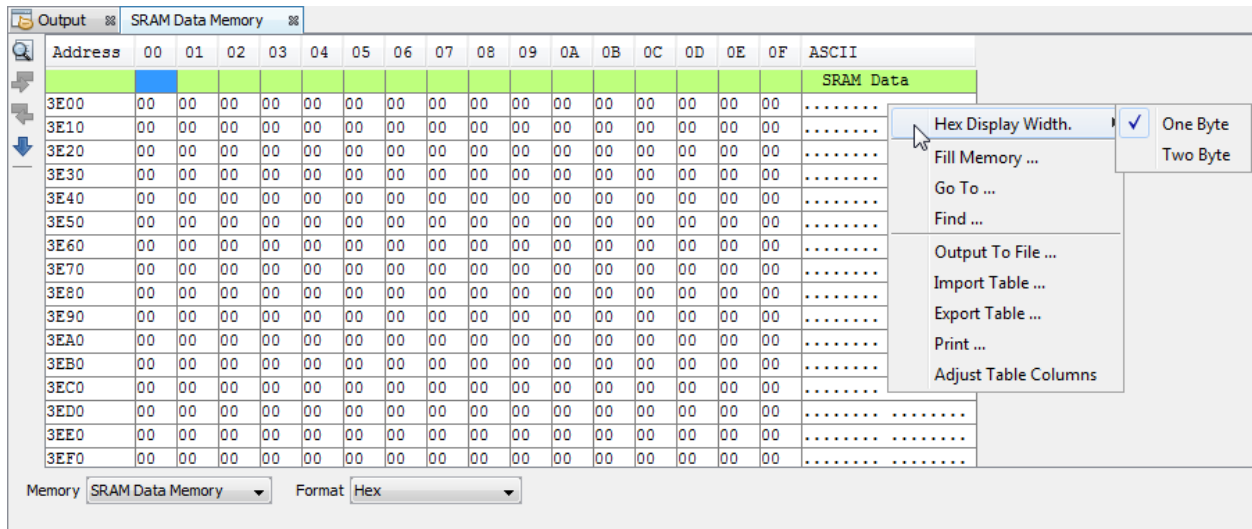 Output SRAM Data Memory
Address 00 01 02 03 04 05 06 07 08 09 0A 0B 0C 0D 0E 0F ASCII
SRAM Data
3E00 00 00 00 00 00 00 00 00 00 00 00 00 00 00 00 00 ........
3E10 00 00 00 00 00 00 00 00 00 00 00 00 00 00 00 00 ........
3E20 00 00 00 00 00 00 00 00 00 00 00 00 00 00 00 00 ........
3E30 00 00 00 00 00 00 00 00 00 00 00 00 00 00 00 00 ........
3E40 00 00 00 00 00 00 00 00 00 00 00 00 00 00 00 00 ........
3E50 00 00 00 00 00 00 00 00 00 00 00 00 00 00 00 00 ........
3E60 00 00 00 00 00 00 00 00 00 00 00 00 00 00 00 00 ........
3E70 00 00 00 00 00 00 00 00 00 00 00 00 00 00 00 00 ........
3E80 00 00 00 00 00 00 00 00 00 00 00 00 00 00 00 00 ........
3E90 00 00 00 00 00 00 00 00 00 00 00 00 00 00 00 00 ........
3EA0 00 00 00 00 00 00 00 00 00 00 00 00 00 00 00 00 ........
3EB0 00 00 00 00 00 00 00 00 00 00 00 00 00 00 00 00 ........
3EC0 00 00 00 00 00 00 00 00 00 00 00 00 00 00 00 00 ........
3ED0 00 00 00 00 00 00 00 00 00 00 00 00 00 00 00 00 ........ ........
3EE0 00 00 00 00 00 00 00 00 00 00 00 00 00 00 00 00 ........ ........
3EF0 00 00 00 00 00 00 00 00 00 00 00 00 00 00 00 00 ........ ........
Hex Display Width.
Fill Memory ...
Go To ...
Find ...
Output To File ...
Import Table ...
Export Table ...
Print ...
Adjust Table Columns
One Byte
Two Byte
Memory SRAM Data Memory Format Hex